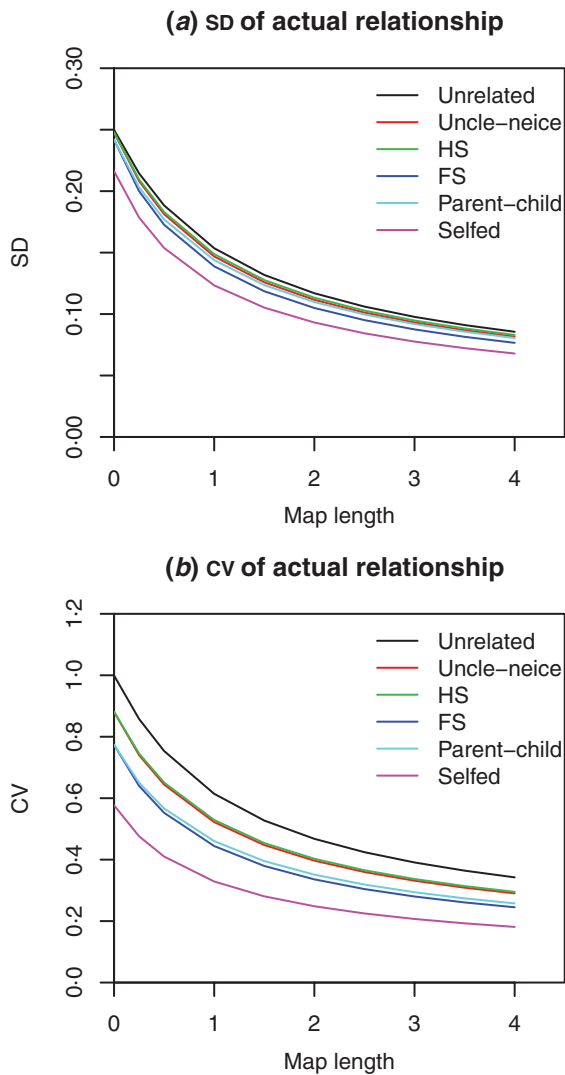 (a) SD of actual relationship
0·30
0·20
0·10
0·00
SD
Unrelated
Uncle–neice
HS
FS
Parent–child
Selfed
0 1 2 3 4
Map length
(b) CV of actual relationship
1·2
1·0
0·8
0·6
0·4
0·2
0·0
CV
Unrelated
Uncle–neice
HS
FS
Parent–child
Selfed
0 1 2 3 4
Map length